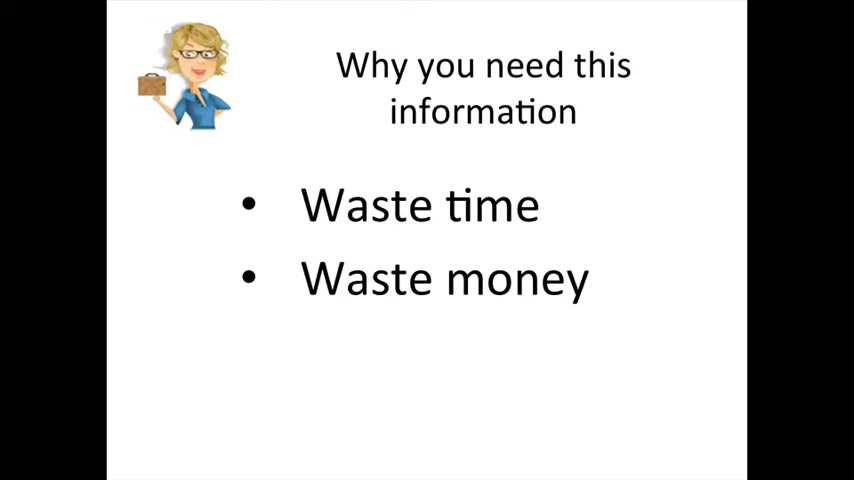 Why you need this
information
• Waste time
• Waste money